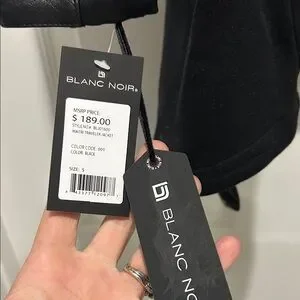 BLANC NOIR®
MSRP PRICE
$ 189.00
COLOR CODE: 001
COLOR: BLACK
SIZE: S
BLANC NOIR